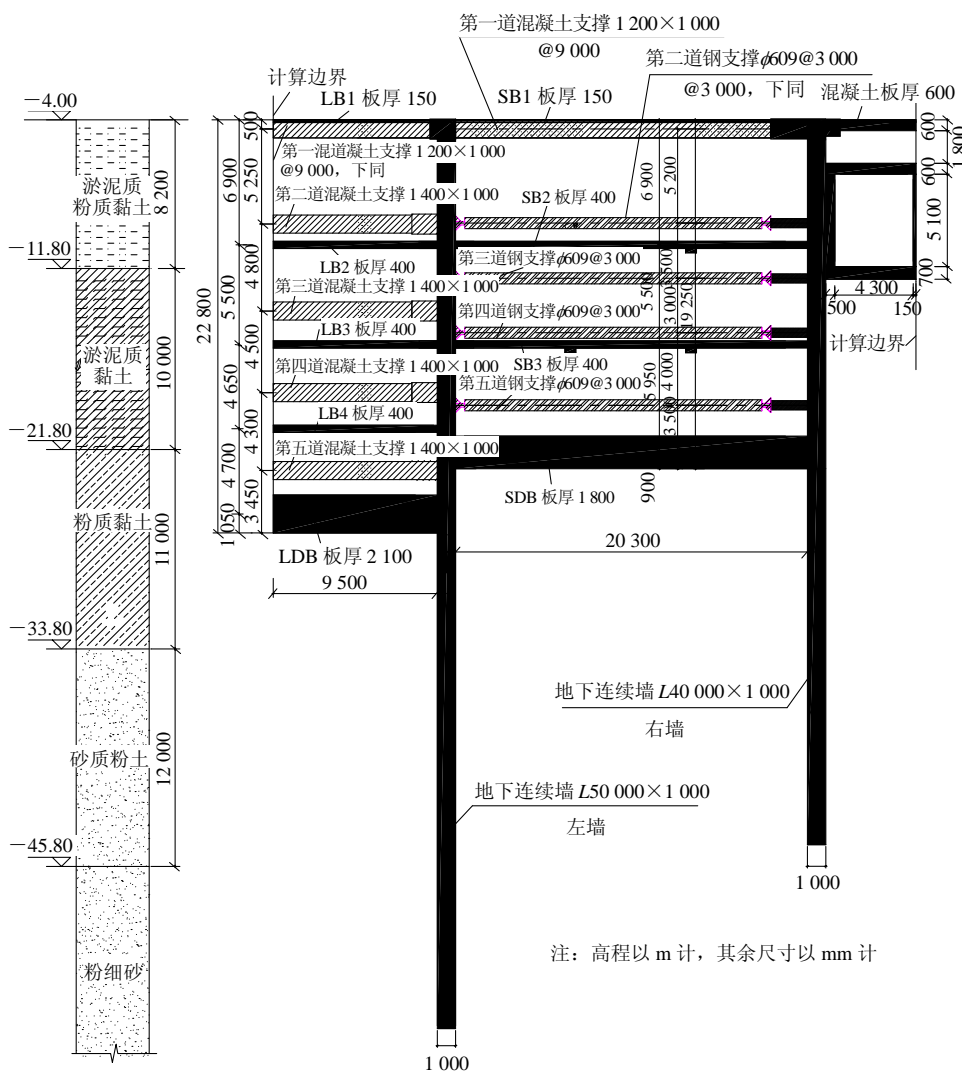 第一道混凝土支撑 1 200×1 000
@9 000
第二道钢支撑ϕ609@3 000
@3 000，下同
混凝土板厚 600
计算边界
LB1 板厚 150
SB1 板厚 150
－4.00
500
600
1 800
第一混道凝土支撑 1 200×1 000
@9 000，下同
6 900
5 250
6 900
5 200
淤泥质
粉质黏土
8 200
第二道混凝土支撑 1 400×1 000
SB2 板厚 400
600
5 100
－11.80
LB2 板厚 400
第三道钢支撑ϕ609@3 000
4 800
500
5 500
700
4 300
500
150
第三道混凝土支撑 1 400×1 000
5 500
3 000
19 250
22 800
第四道钢支撑ϕ609@3 000
计算边界
淤泥质
黏土
10 000
LB3 板厚 400
SB3 板厚 400
4 500
第四道混凝土支撑 1 400×1 000
第五道钢支撑ϕ609@3 000
4 650
5 950
4 000
LB4 板厚 400
－21.80
4 300
3 500
第五道混凝土支撑 1 400×1 000
4 700
900
SDB 板厚 1 800
3 450
1 050
粉质黏土
11 000
LDB 板厚 2 100
20 300
9 500
－33.80
地下连续墙 L40 000×1 000
右墙
砂质粉土
12 000
地下连续墙 L50 000×1 000
左墙
－45.80
1 000
注：高程以 m 计，其余尺寸以 mm 计
粉细砂
1 000